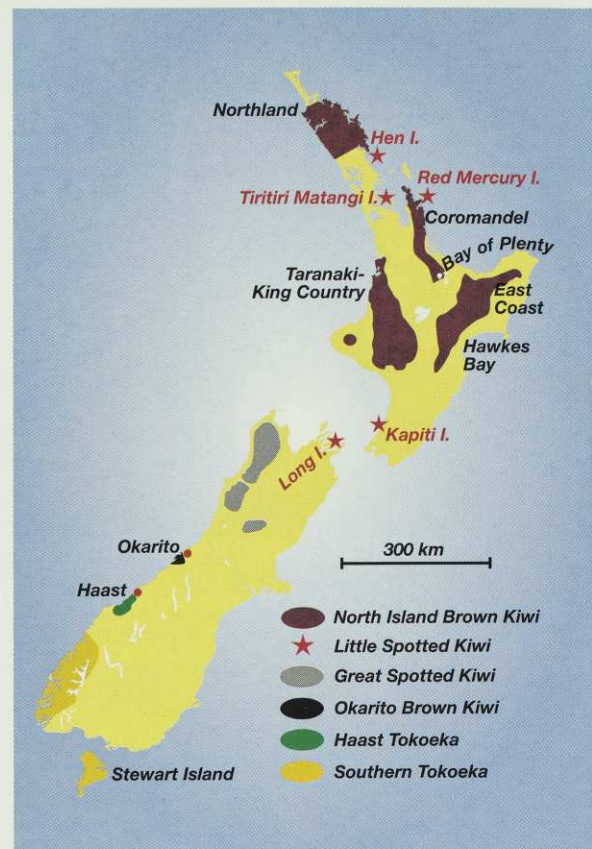 Northland
Hen I.
Red Mercury I.
Tiritiri Matangi I.
Coromandel
Bay of Plenty
Taranaki-
King Country
East
Coast
Hawkes
Bay
Kapiti I.
Long I.
Okarito
300 km
Haast
North Island Brown Kiwi
Little Spotted Kiwi
Great Spotted Kiwi
Okarito Brown Kiwi
Haast Tokoeka
Southern Tokoeka
Stewart Island